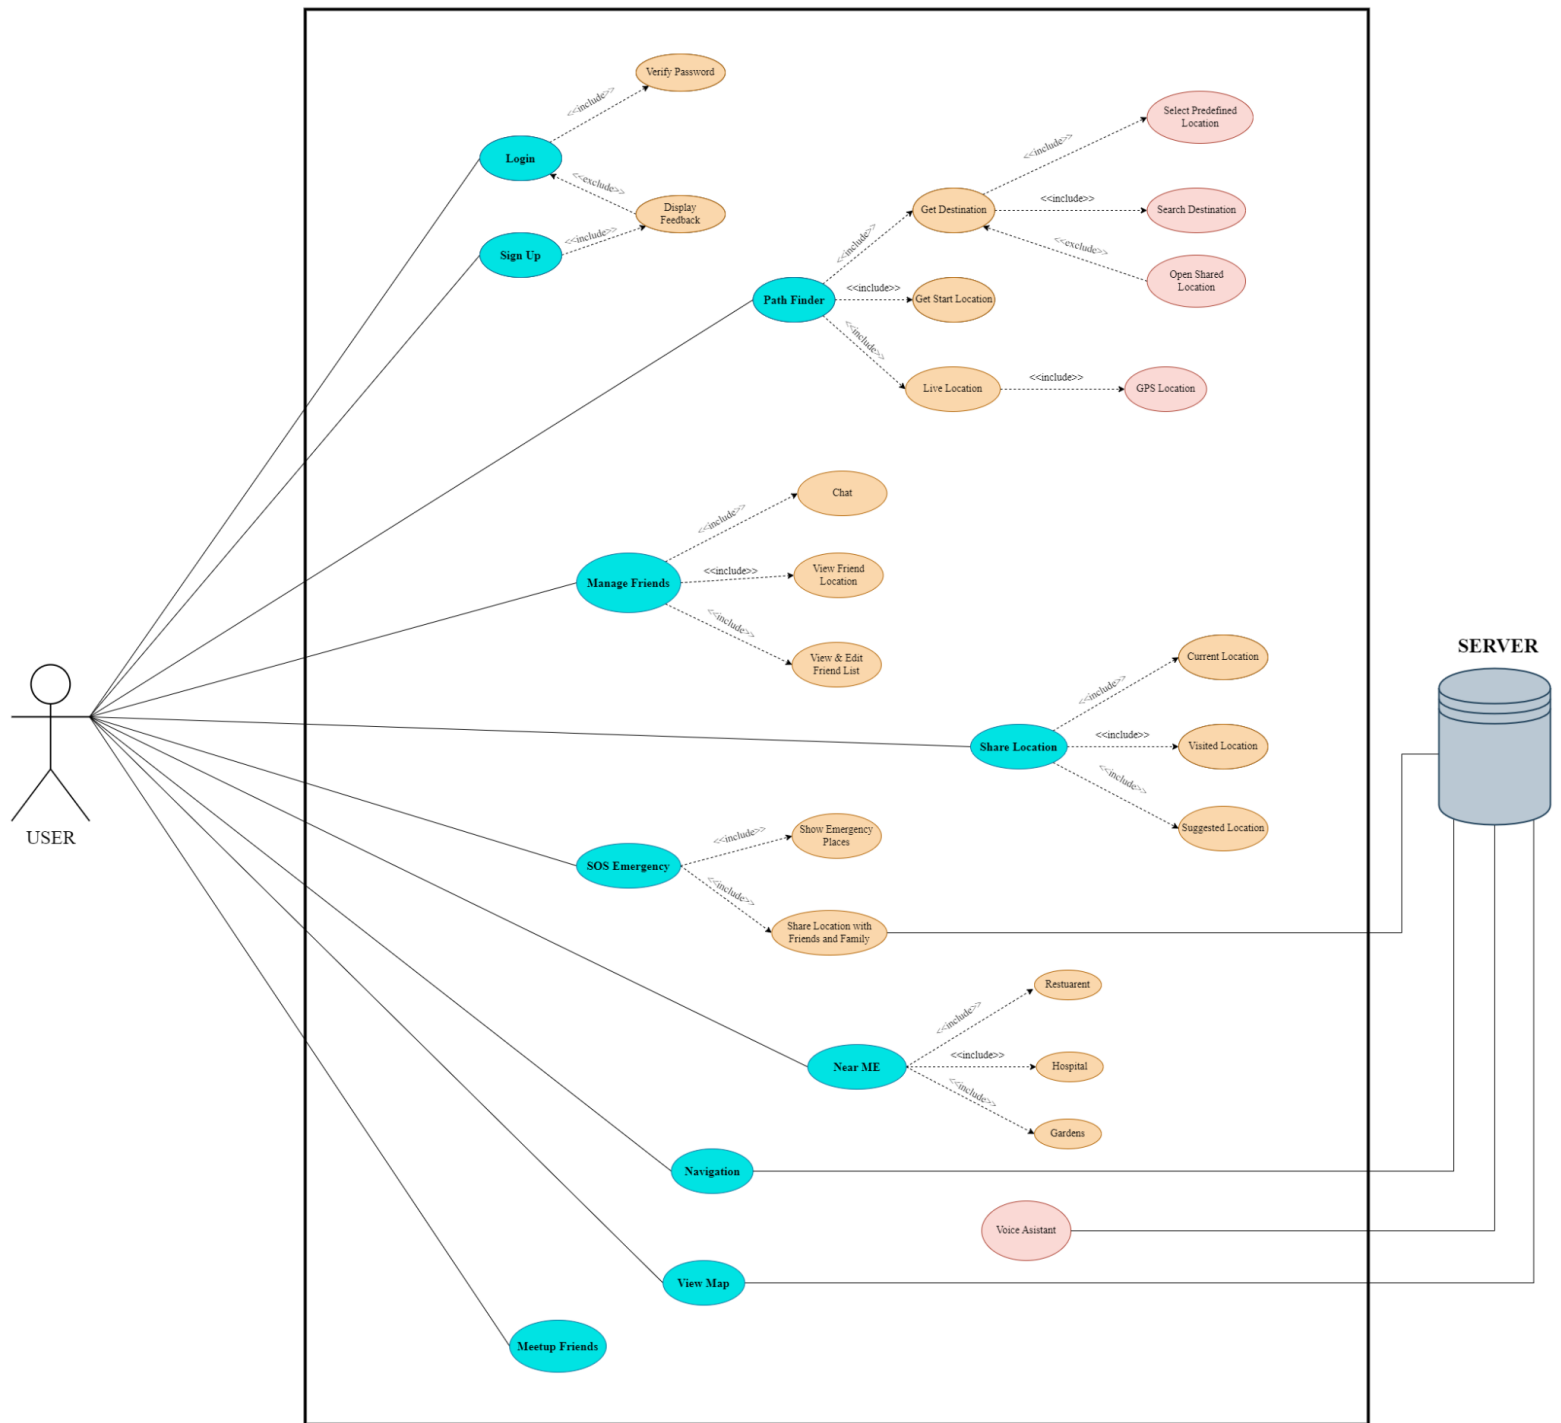 Verify Password
<<include>>
Login
<<exclude>>
Display
Feedback
<<include>>
Sign Up
Select Predefined
Location
<<include>>
Get Destination
<<include>>
Search Destination
<<exclude>>
Open Shared
Location
<<include>>
Path Finder
<<include>>
Get Start Location
<<include>>
Live Location
<<include>>
GPS Location
Chat
<<include>>
Manage Friends
<<include>>
View Friend
Location
<<include>>
View & Edit
Friend List
USER
SERVER
Current Location
<<include>>
Share Location
<<include>>
Visited Location
<<include>>
Suggested Location
SOS Emergency
<<include>>
Show Emergency
Places
<<include>>
Share Location with
Friends and Family
Restuarent
<<include>>
Near ME
<<include>>
Hospital
<<include>>
Gardens
Navigation
Voice Asistant
View Map
Meetup Friends